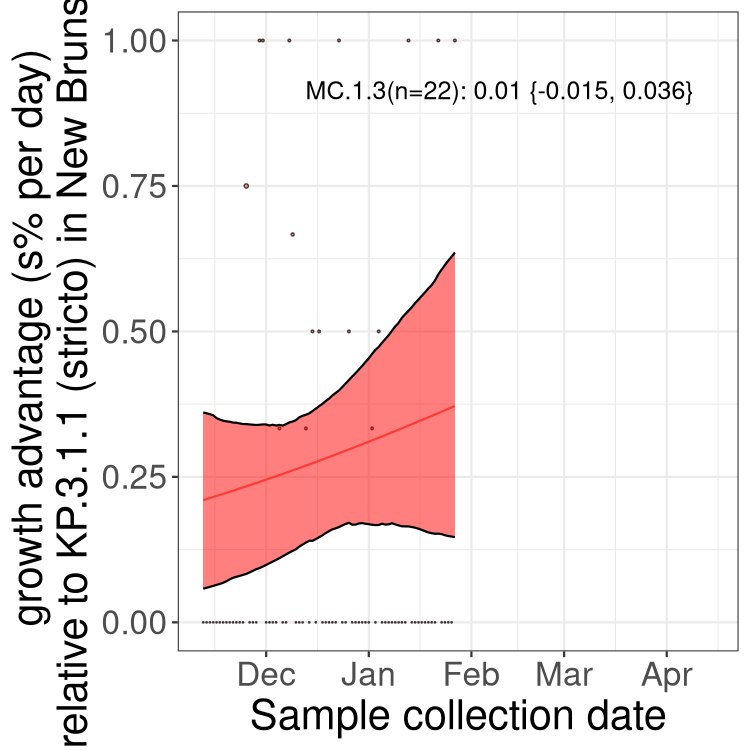 growth advantage (s% per day)
relative to KP.3.1.1 (stricto) in New Bruns
1.00
0.75
0.50
0.25
0.00
MC.1.3(n=22): 0.01 {-0.015, 0.036}
Dec Jan Feb Mar Apr
Sample collection date